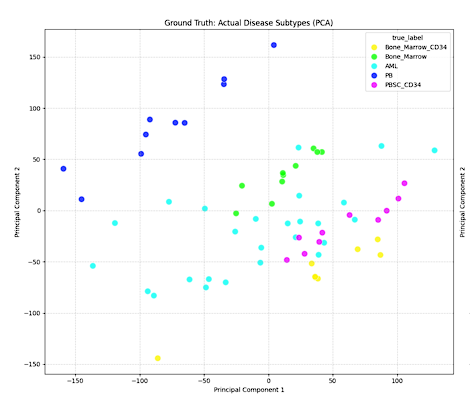 Ground Truth: Actual Disease Subtypes (PCA)
true_label
Bone_Marrow_CD34
Bone_Marrow
AML
PB
PBSC_CD34
Principal Component 2
150
100
50
0
−50
−100
−150
−150 −100 −50 0 50 100
Principal Component 1
Principal Component 2